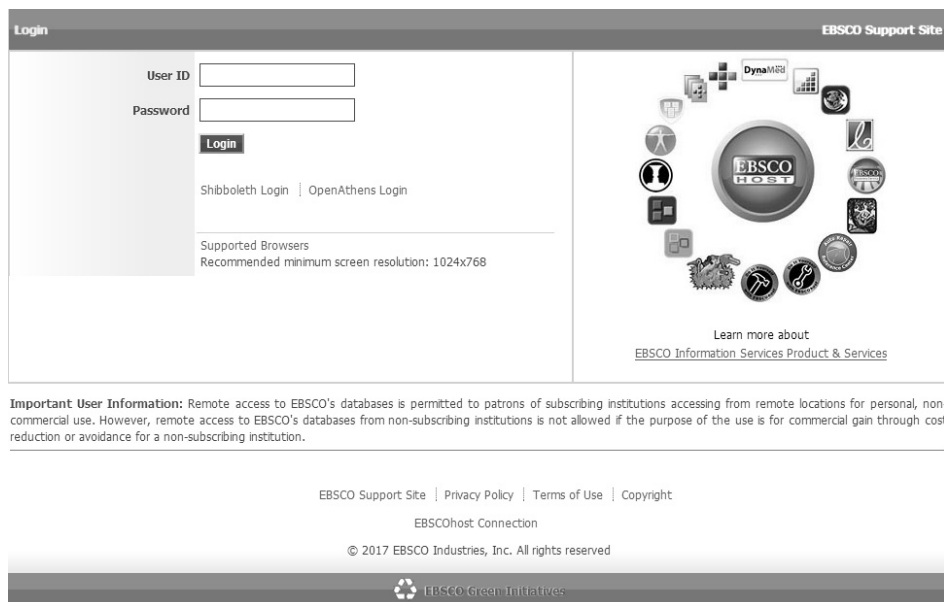 Login
EBSCO Support Site
User ID
Password
Login
Shibboleth Login
OpenAthens Login
Supported Browsers
Recommended minimum screen resolution: 1024x768
DynaMed
EBSCO
HOST
EBSCO
Auto Repair
Reference Center
Learn more about
EBSCO Information Services Product & Services
Important User Information: Remote access to EBSCO's databases is permitted to patrons of subscribing institutions accessing from remote locations for personal, non-
commercial use. However, remote access to EBSCO's databases from non-subscribing institutions is not allowed if the purpose of the use is for commercial gain through cost
reduction or avoidance for a non-subscribing institution.
EBSCO Support Site
Privacy Policy
Terms of Use
Copyright
EBSCOhost Connection
© 2017 EBSCO Industries, Inc. All rights reserved
EBSCO Green Initiatives